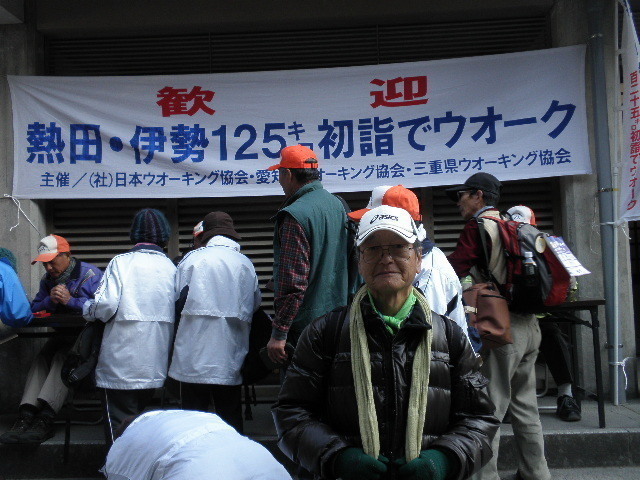 歓 迎
熱田・伊勢125キロ初詣でウオーク
主催/(社)日本ウオーキング協会・愛知 ウオーキング協会・三重県ウオーキング協会
asics